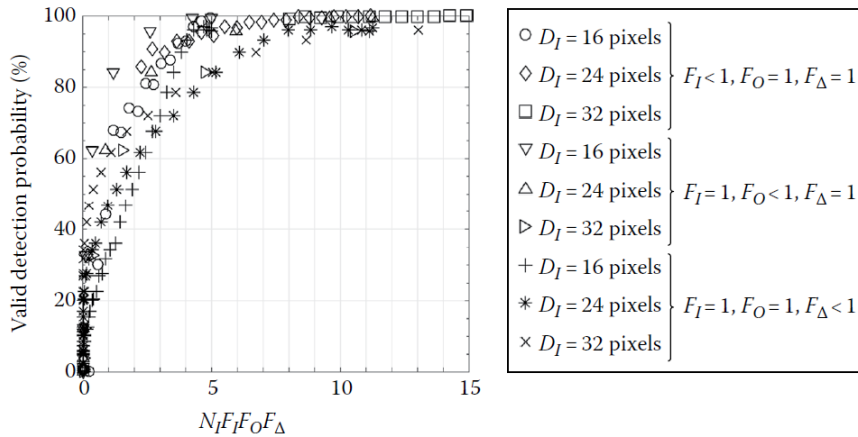 Valid detection probability (%)
100
80
60
40
20
0
0 5 10 15
N_I F_I F_O F_Δ
D_I = 16 pixels
D_I = 24 pixels
D_I = 32 pixels
F_I < 1, F_O = 1, F_Δ = 1
D_I = 16 pixels
D_I = 24 pixels
D_I = 32 pixels
F_I = 1, F_O < 1, F_Δ = 1
D_I = 16 pixels
D_I = 24 pixels
D_I = 32 pixels
F_I = 1, F_O = 1, F_Δ < 1